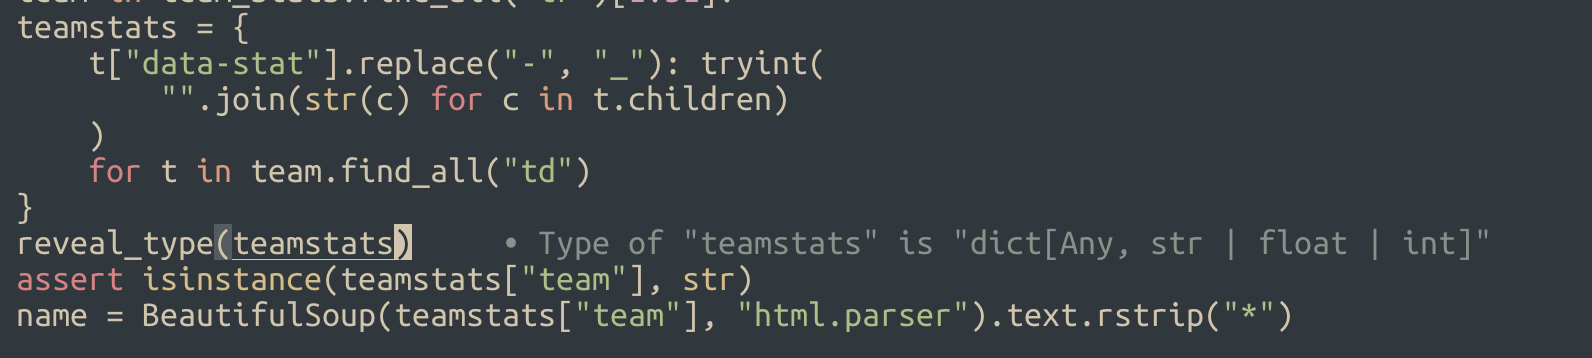 teamstats = {
    t["data-stat"].replace("-", "_"): tryint(
        "".join(str(c) for c in t.children)
    )
    for t in team.find_all("td")
}
reveal_type(teamstats)     • Type of "teamstats" is "dict[Any, str | float | int]"
assert isinstance(teamstats["team"], str)
name = BeautifulSoup(teamstats["team"], "html.parser").text.rstrip("*")